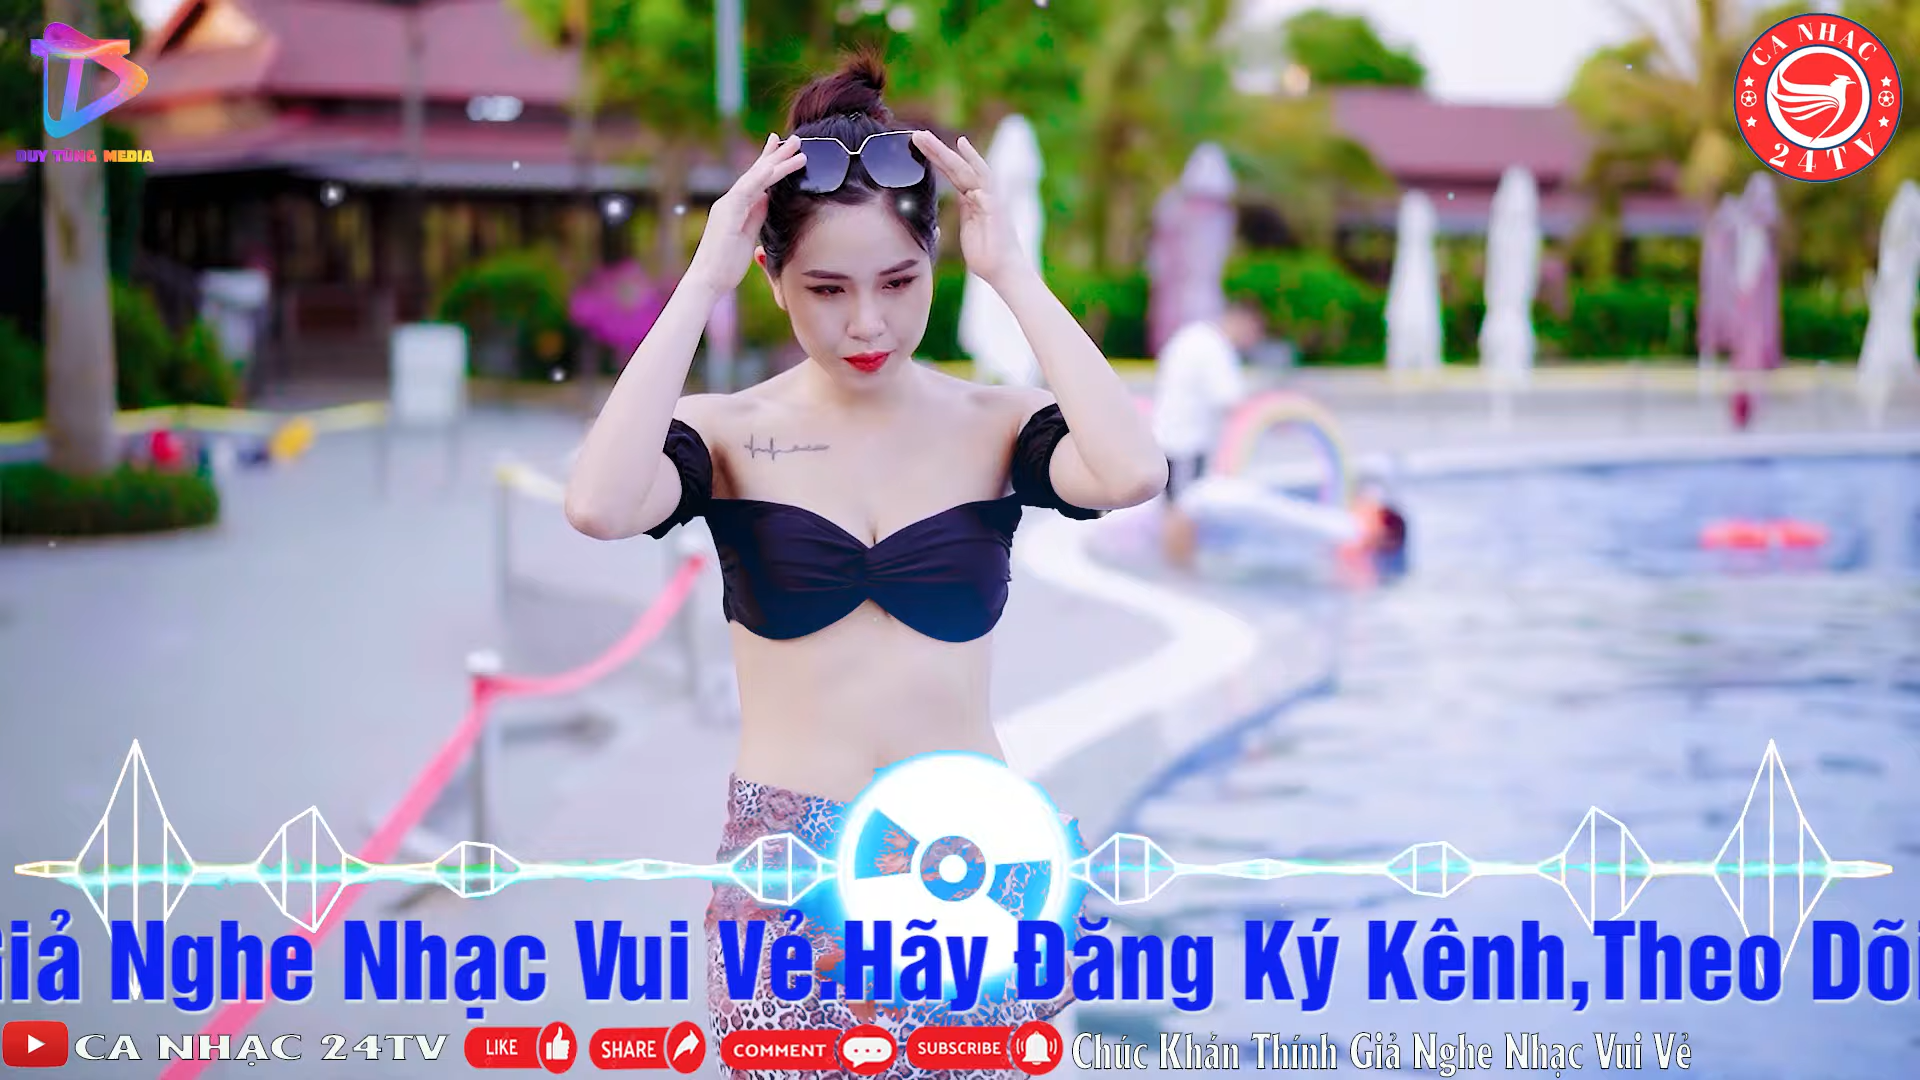 DUY TÙNG MEDIA
CA NHẠC
24TV
Giả Nghe Nhạc Vui Vẻ.Hãy Đăng Ký Kênh,Theo Dõi
CA NHẠC 24TV
LIKE
SHARE
COMMENT
SUBSCRIBE
Chúc Khán Thính Giả Nghe Nhạc Vui Vẻ